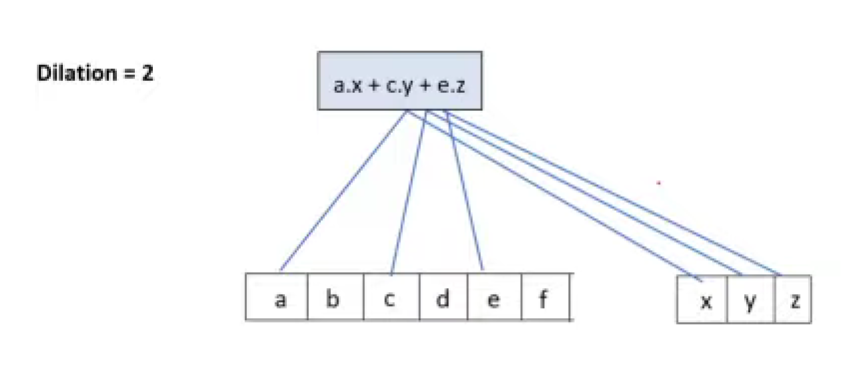 Dilation = 2
a.x + c.y + e.z
a b c d e f
x y z